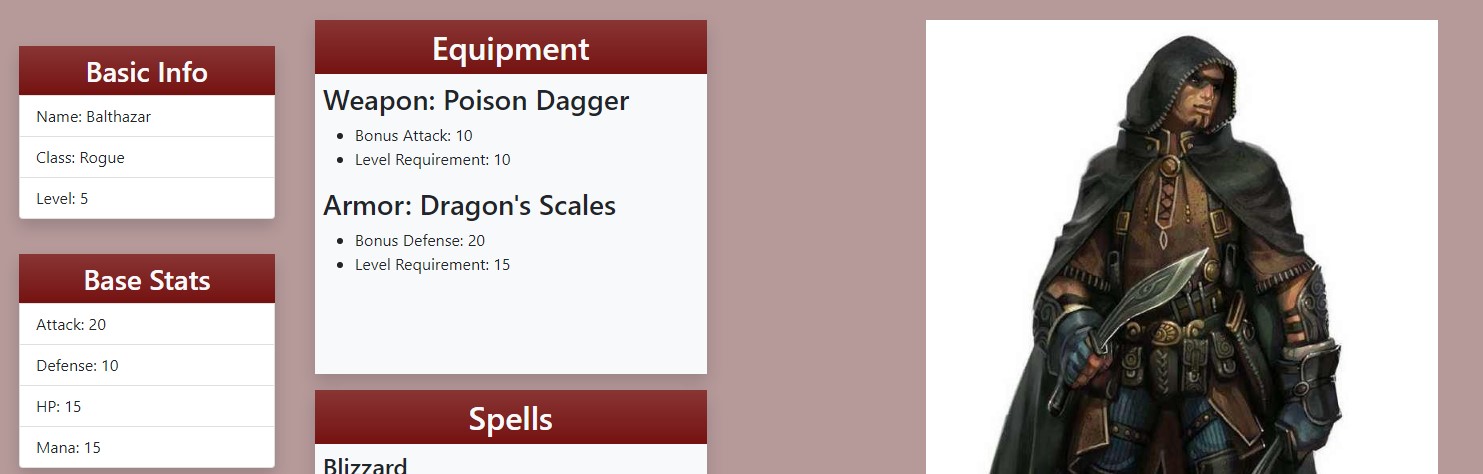 Basic Info
Name: Balthazar
Class: Rogue
Level: 5
Base Stats
Attack: 20
Defense: 10
HP: 15
Mana: 15
Equipment
Weapon: Poison Dagger
Bonus Attack: 10
Level Requirement: 10
Armor: Dragon's Scales
Bonus Defense: 20
Level Requirement: 15
Spells
Blizzard